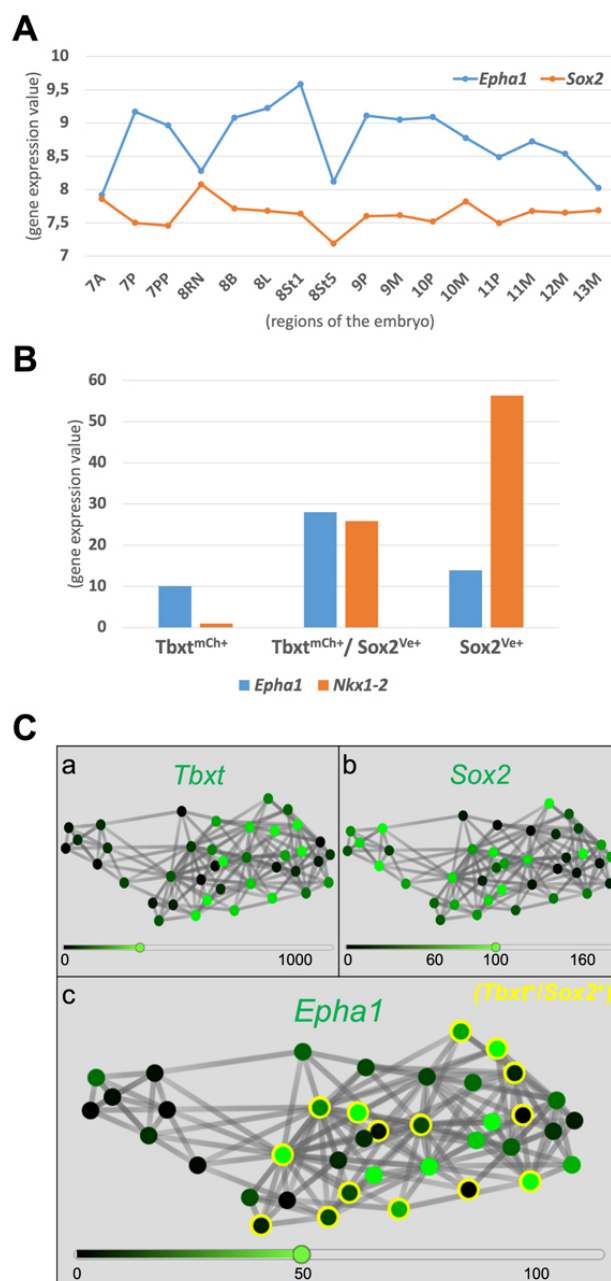 A
10
9,5
9
8,5
8
7,5
7
(gene expression value)
Epha1
Sox2
7A
7P
7PP
8RN
8B
8L
8St1
8St5
9P
9M
10P
10M
11P
11M
12M
13M
(regions of the embryo)
B
60
50
40
30
20
10
0
(gene expression value)
Tbxt^mCh+
Tbxt^mCh+/ Sox2^Ve+
Sox2^Ve+
Epha1
Nkx1-2
C
a
Tbxt
0
1000
b
Sox2
0
60
100
160
c
Epha1
(Tbxt⁺/Sox2⁺)
0
50
100